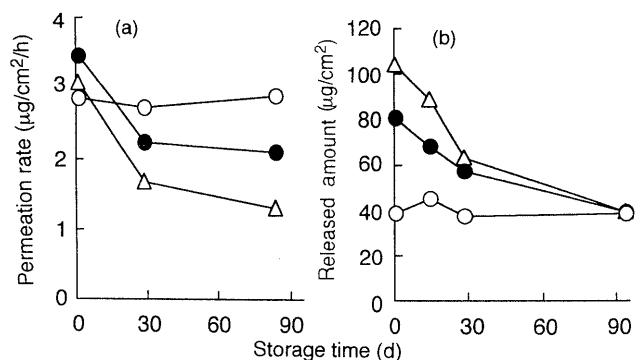 (a)
Permeation rate (µg/cm²/h)
4
3
2
1
0
0 30 60 90
(b)
Released amount (µg/cm²)
120
100
80
60
40
20
0
0 30 60 90
Storage time (d)